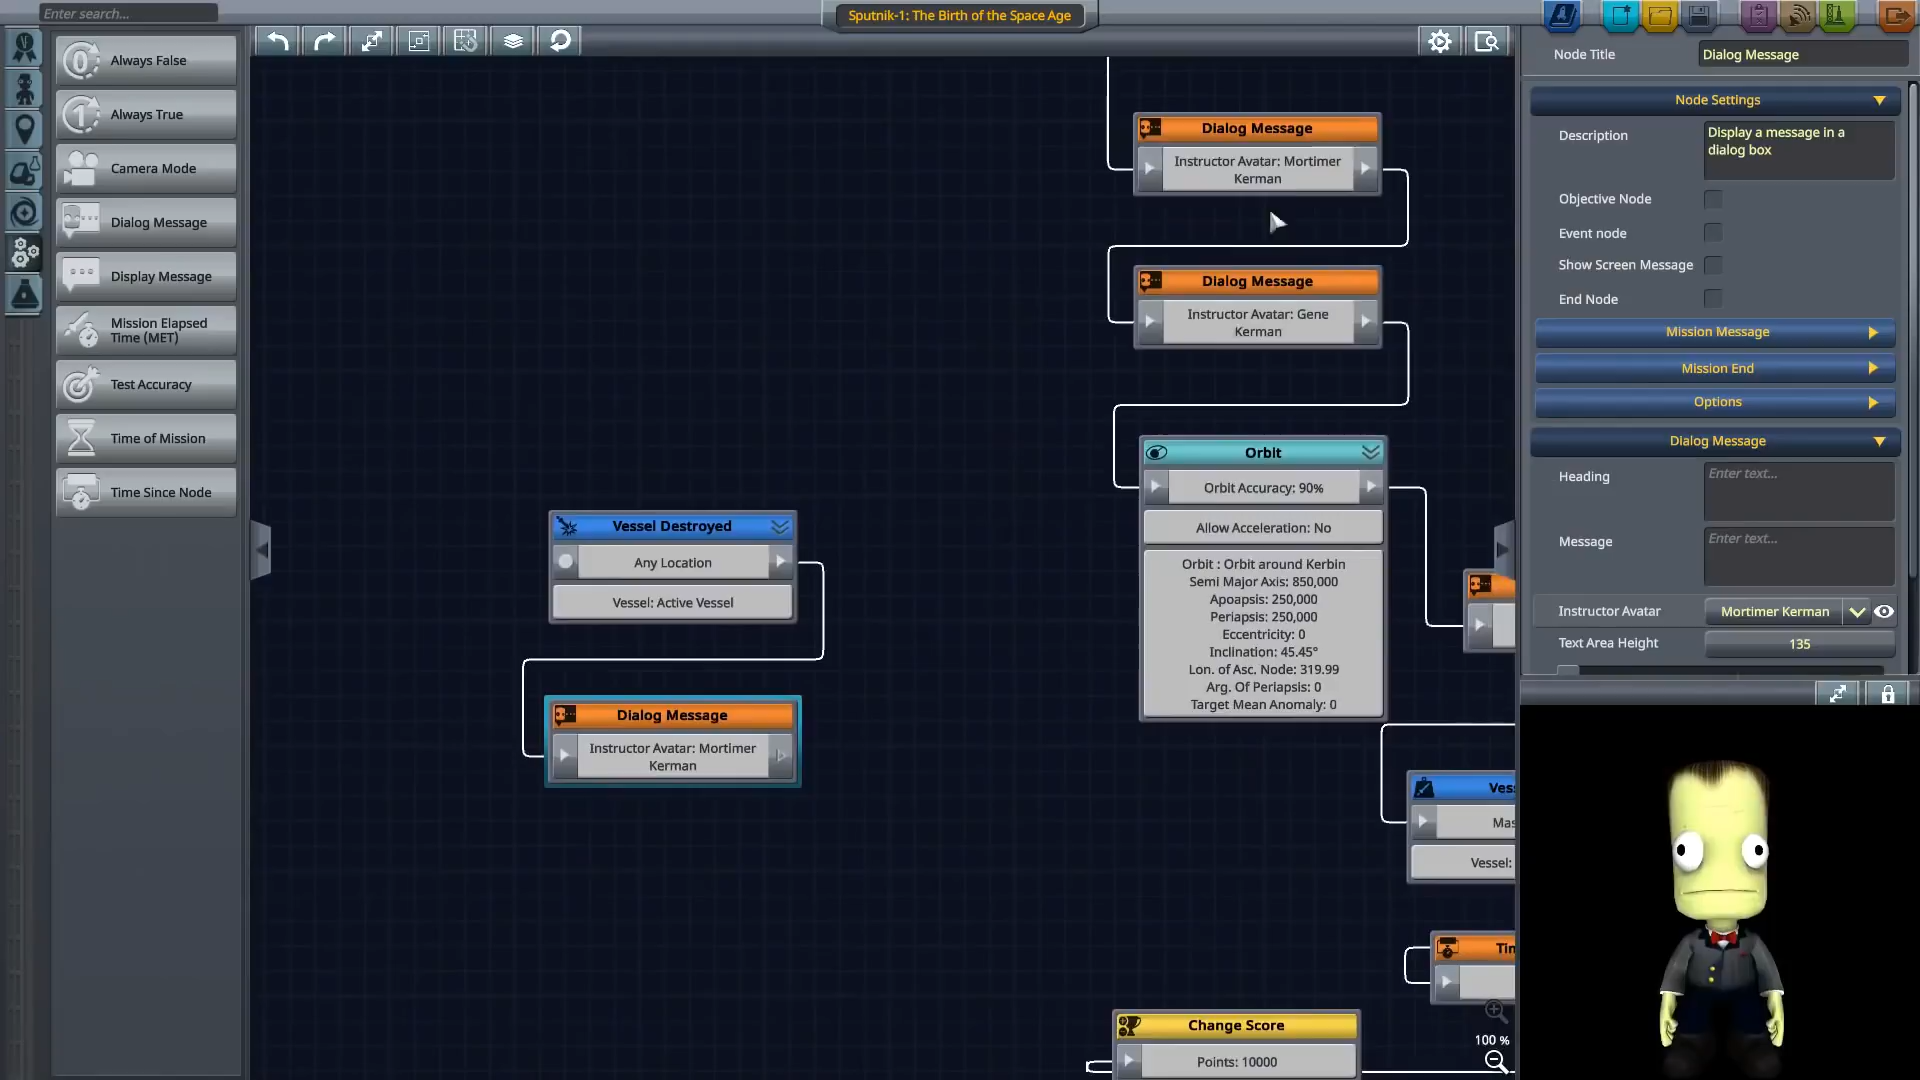 Enter search...
Sputnik-1: The Birth of the Space Age
Always False
Always True
Camera Mode
Dialog Message
Display Message
Mission Elapsed
Time (MET)
Test Accuracy
Time of Mission
Time Since Node
Dialog Message
Instructor Avatar: Mortimer
Kerman
Dialog Message
Instructor Avatar: Gene
Kerman
Orbit
Orbit Accuracy: 90%
Allow Acceleration: No
Orbit : Orbit around Kerbin
Semi Major Axis: 850,000
Apoapsis: 250,000
Periapsis: 250,000
Eccentricity: 0
Inclination: 45.45°
Lon. of Asc. Node: 319.99
Arg. Of Periapsis: 0
Target Mean Anomaly: 0
Vessel Destroyed
Any Location
Vessel: Active Vessel
Dialog Message
Instructor Avatar: Mortimer
Kerman
Ves
Mas
Vessel:
Tin
Change Score
Points: 10000
100 %
Node Title
Dialog Message
Node Settings
Description
Display a message in a
dialog box
Objective Node
Event node
Show Screen Message
End Node
Mission Message
Mission End
Options
Dialog Message
Heading
Enter text...
Message
Enter text...
Instructor Avatar
Mortimer Kerman
Text Area Height
135